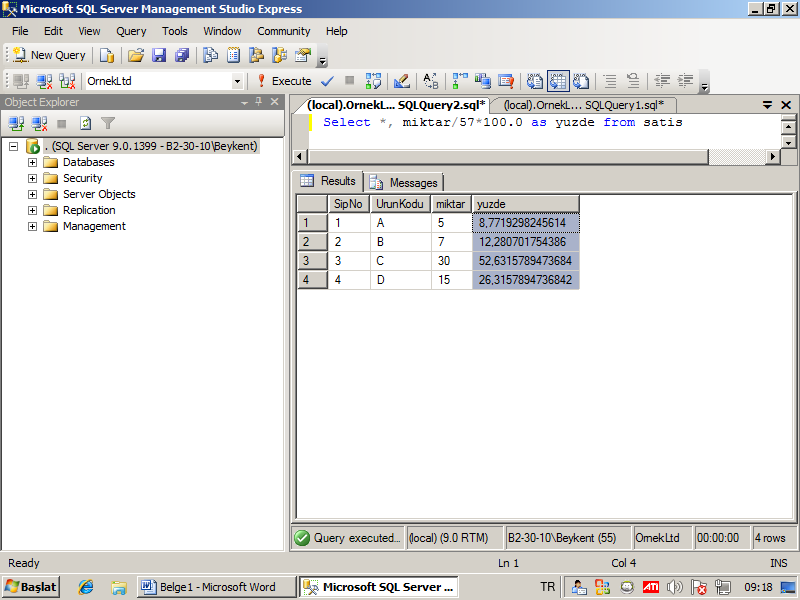 Microsoft SQL Server Management Studio Express
File Edit View Query Tools Window Community Help
New Query
OrnekLtd Execute
Object Explorer
. (SQL Server 9.0.1399 - B2-30-10\Beykent)
Databases
Security
Server Objects
Replication
Management
(local).OrnekL... SQLQuery2.sql* (local).OrnekL... SQLQuery1.sql*
Select *, miktar/57*100.0 as yuzde from satis
Results Messages
SipNo UrunKodu miktar yuzde
1 1 A 5 8,7719298245614
2 2 B 7 12,280701754386
3 3 C 30 52,6315789473684
4 4 D 15 26,3157894736842
Query executed... (local) (9.0 RTM) B2-30-10\Beykent (55) OrnekLtd 00:00:00 4 rows
Ready Ln 1 Col 4 INS
Başlat Belge1 - Microsoft Word Microsoft SQL Server ... TR ATI 09:18